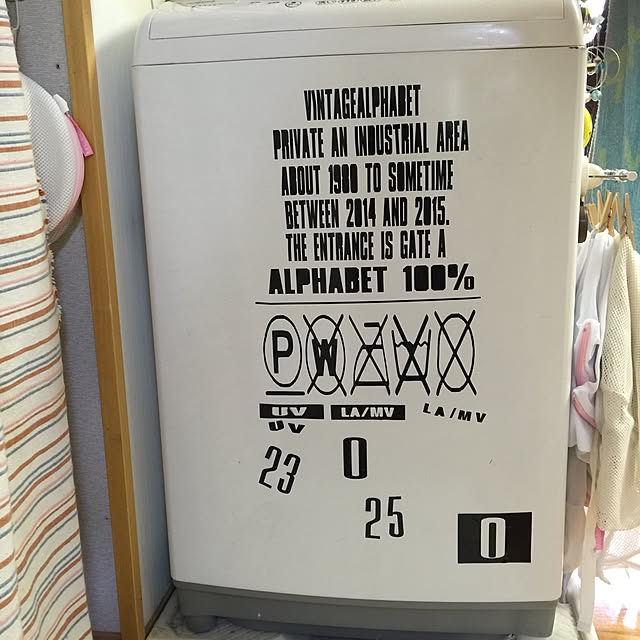 VINTAGEALPHABET
PRIVATE AN INDUSTRIAL AREA
ABOUT 1980 TO SOMETIME
BETWEEN 2014 AND 2015.
THE ENTRANCE IS GATE A
ALPHABET 100%
P W
UV LA/MV LA/MV
UV
23 0
25 0